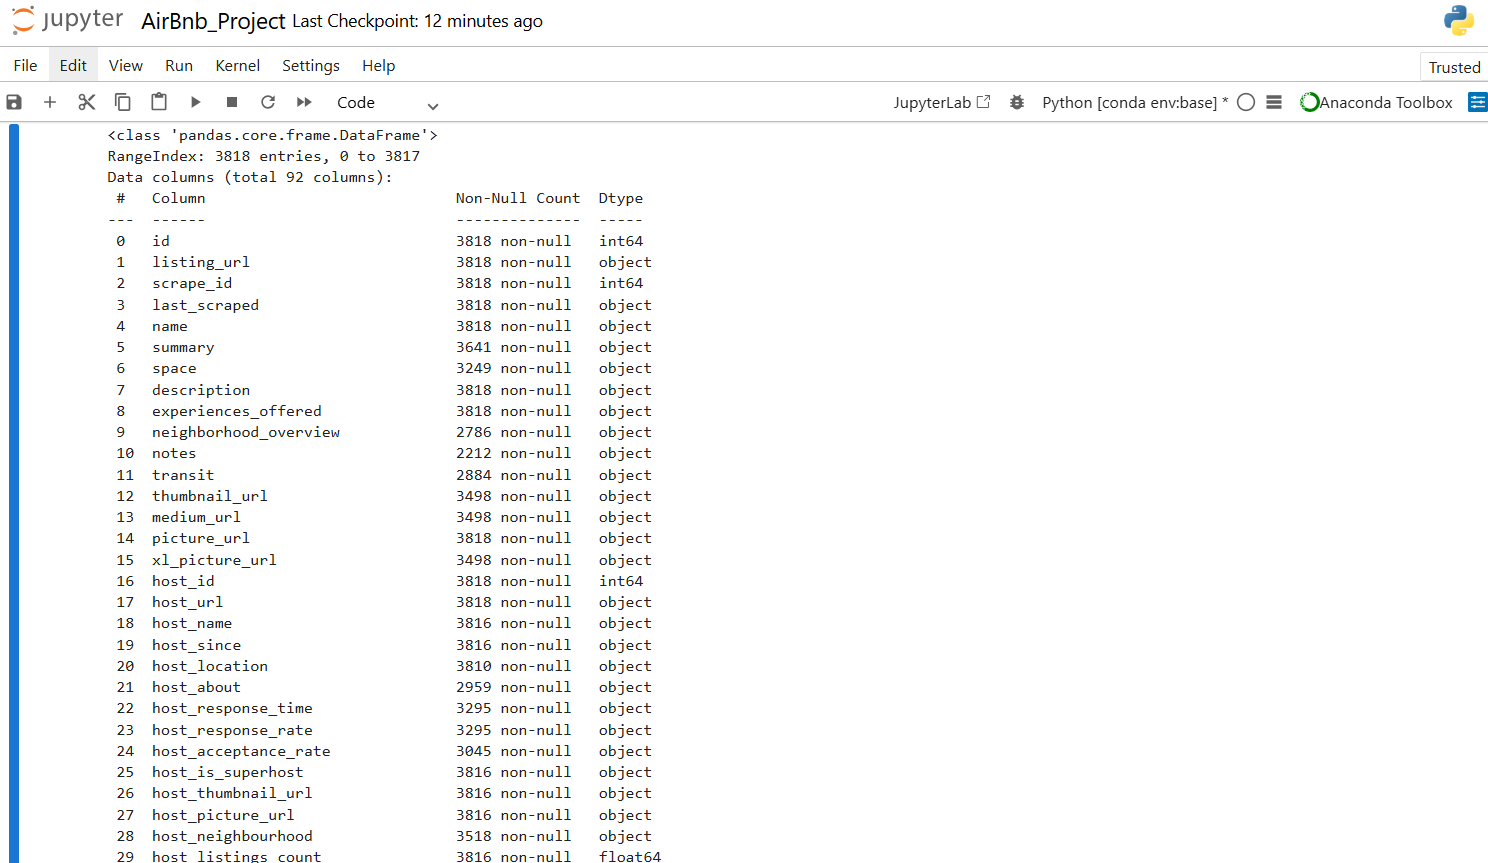 jupyter AirBnb_Project Last Checkpoint: 12 minutes ago
File Edit View Run Kernel Settings Help Trusted
Code JupyterLab Python [conda env:base] * Anaconda Toolbox
<class 'pandas.core.frame.DataFrame'>
RangeIndex: 3818 entries, 0 to 3817
Data columns (total 92 columns):
# Column Non-Null Count Dtype
--- ------ -------------- -----
0 id 3818 non-null int64
1 listing_url 3818 non-null object
2 scrape_id 3818 non-null int64
3 last_scraped 3818 non-null object
4 name 3818 non-null object
5 summary 3641 non-null object
6 space 3249 non-null object
7 description 3818 non-null object
8 experiences_offered 3818 non-null object
9 neighborhood_overview 2786 non-null object
10 notes 2212 non-null object
11 transit 2884 non-null object
12 thumbnail_url 3498 non-null object
13 medium_url 3498 non-null object
14 picture_url 3818 non-null object
15 xl_picture_url 3498 non-null object
16 host_id 3818 non-null int64
17 host_url 3818 non-null object
18 host_name 3816 non-null object
19 host_since 3816 non-null object
20 host_location 3810 non-null object
21 host_about 2959 non-null object
22 host_response_time 3295 non-null object
23 host_response_rate 3295 non-null object
24 host_acceptance_rate 3045 non-null object
25 host_is_superhost 3816 non-null object
26 host_thumbnail_url 3816 non-null object
27 host_picture_url 3816 non-null object
28 host_neighbourhood 3518 non-null object
29 host_listings_count 3816 non-null float64